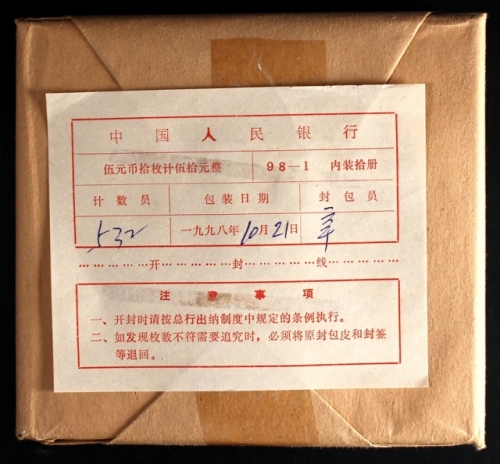 中国人民银行
伍元币拾枚计伍拾元整 98-1 内装拾册
计数员 包装日期 封包员
532 一九九八年10月21日
……………开……………封……………线……………
注意事项
一、开封时请按总行出纳制度中规定的条例执行。
二、如发现枚数不符需要追究时，必须将原封包皮和封签
等退回。